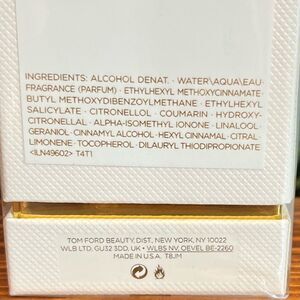 INGREDIENTS: ALCOHOL DENAT. • WATER\AQUA\EAU•
FRAGRANCE (PARFUM) • ETHYLHEXYL METHOXYCINNAMATE•
BUTYL METHOXYDIBENZOYLMETHANE • ETHYLHEXYL
SALICYLATE • CITRONELLOL • COUMARIN • HYDROXY-
CITRONELLAL • ALPHA-ISOMETHYL IONONE • LINALOOL•
GERANIOL • CINNAMYL ALCOHOL • HEXYL CINNAMAL • CITRAL•
LIMONENE • TOCOPHEROL • DILAURYL THIODIPROPIONATE
<ILN49602> T4T1
TOM FORD BEAUTY, DIST. NEW YORK, NY 10022
WLB LTD, GU32 3DD, UK • WLBS NV. OEVEL BE-2260
MADE IN U.S.A. T8JM